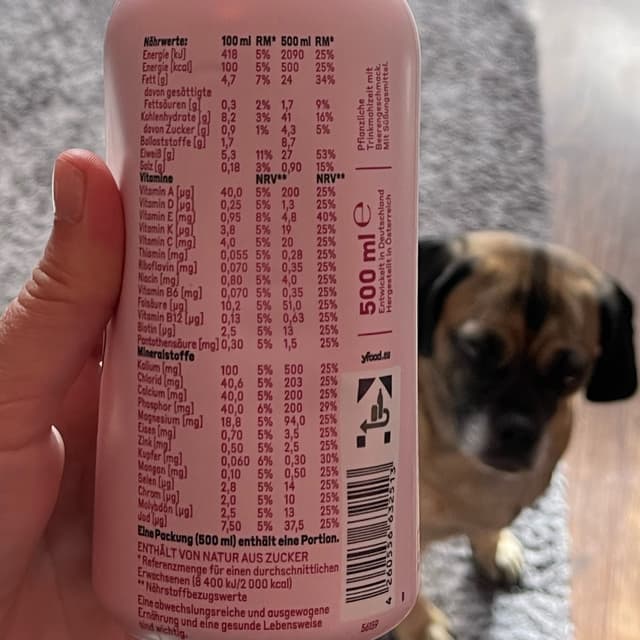 Nährwerte: 100 ml RM* 500 ml RM*
Energie [kJ] 418 5% 2090 25%
Energie [kcal] 100 5% 500 25%
Fett [g] 4,7 7% 24 34%
davon gesättigte
Fettsäuren [g] 0,3 2% 1,7 9%
Kohlenhydrate [g] 8,2 3% 41 16%
davon Zucker [g] 0,9 1% 4,3 5%
Ballaststoffe [g] 1,7 8,7
Eiweiß [g] 5,3 11% 27 53%
Salz [g] 0,18 3% 0,90 15%
Vitamine NRV** NRV**
Vitamin A [µg] 40,0 5% 200 25%
Vitamin D [µg] 0,25 5% 1,3 25%
Vitamin E [mg] 0,95 8% 4,8 40%
Vitamin K [µg] 3,8 5% 19 25%
Vitamin C [mg] 4,0 5% 20 25%
Thiamin [mg] 0,055 5% 0,28 25%
Riboflavin [mg] 0,070 5% 0,35 25%
Niacin [mg] 0,80 5% 4,0 25%
Vitamin B6 [mg] 0,070 5% 0,35 25%
Folsäure [µg] 10,2 5% 51,0 25%
Vitamin B12 [µg] 0,13 5% 0,63 25%
Biotin [µg] 2,5 5% 13 25%
Pantothensäure [mg] 0,30 5% 1,5 25%
Mineralstoffe
Kalium [mg] 100 5% 500 25%
Chlorid [mg] 40,6 5% 203 25%
Calcium [mg] 40,0 5% 200 25%
Phosphor [mg] 40,0 6% 200 29%
Magnesium [mg] 18,8 5% 94,0 25%
Eisen [mg] 0,70 5% 3,5 25%
Zink [mg] 0,50 5% 2,5 25%
Kupfer [mg] 0,060 6% 0,30 30%
Mangan [mg] 0,10 5% 0,50 25%
Selen [µg] 2,8 5% 14 25%
Chrom [µg] 2,0 5% 10 25%
Molybdän [µg] 2,5 5% 13 25%
Jod [µg] 7,50 5% 37,5 25%
Eine Packung (500 ml) enthält eine Portion.
ENTHÄLT VON NATUR AUS ZUCKER
* Referenzmenge für einen durchschnittlichen
Erwachsenen (8 400 kJ/2 000 kcal)
** Nährstoffbezugswerte
Eine abwechslungsreiche und ausgewogene
Ernährung und eine gesunde Lebensweise
sind wichtig.
Pflanzliche
Trinkmahlzeit mit
Beerengeschmack.
Mit Süßungsmittel.
500 ml ℮
Entwickelt in Deutschland
Hergestellt in Österreich
yfood.eu